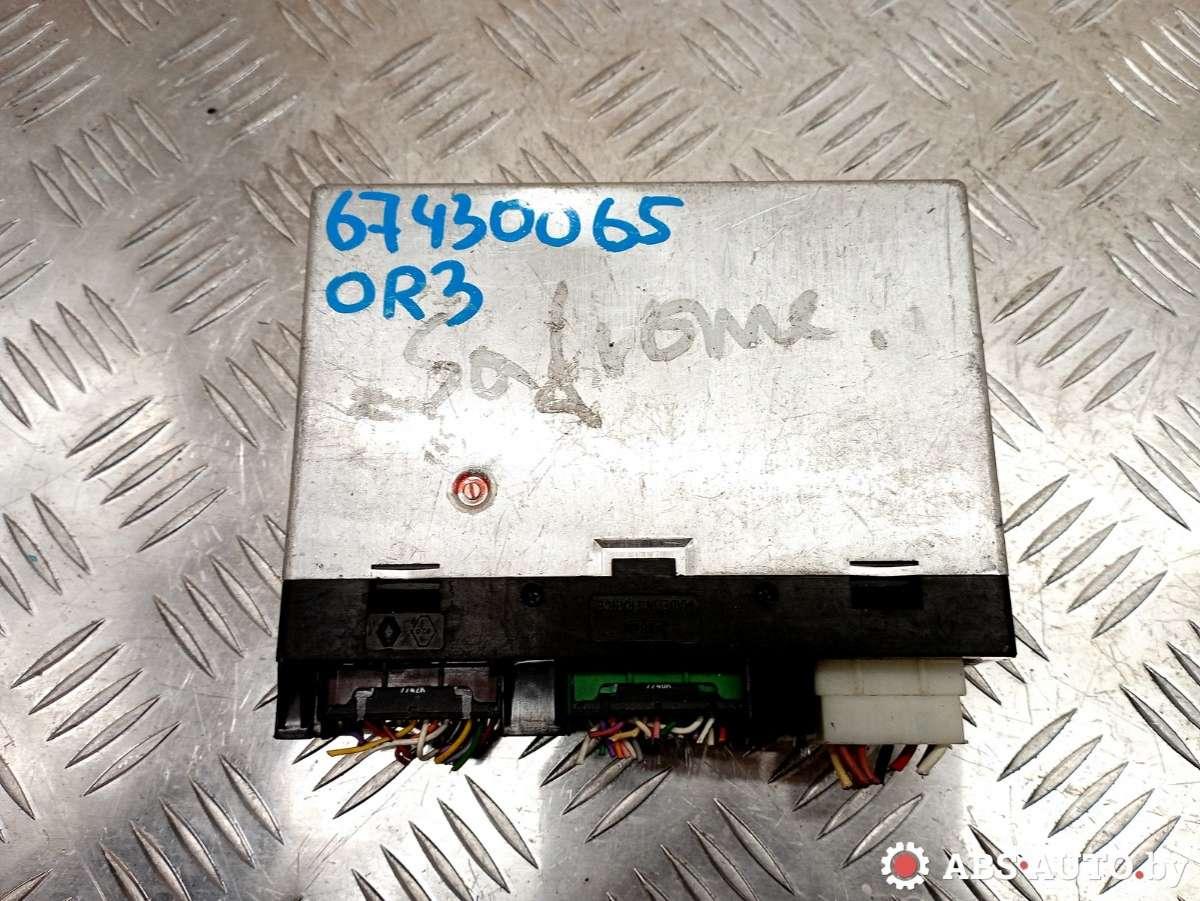 67430065
OR3
Safrane.
ABS-AUTO.by